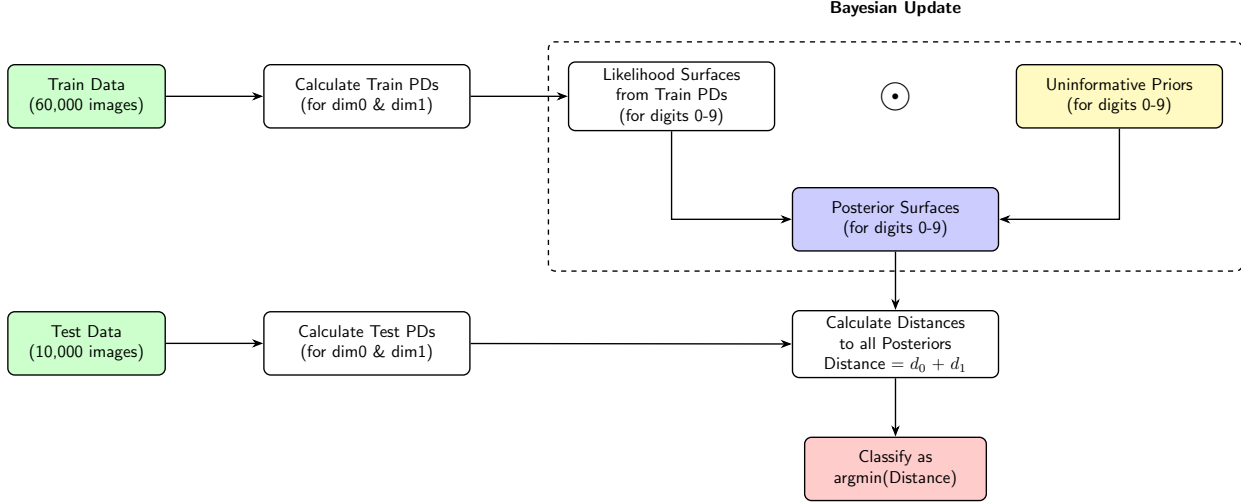 Bayesian Update
Train Data
(60,000 images)
Calculate Train PDs
(for dim0 & dim1)
Likelihood Surfaces
from Train PDs
(for digits 0-9)
Uninformative Priors
(for digits 0-9)
Posterior Surfaces
(for digits 0-9)
Test Data
(10,000 images)
Calculate Test PDs
(for dim0 & dim1)
Calculate Distances
to all Posteriors
Distance = d₀ + d₁
Classify as
argmin(Distance)